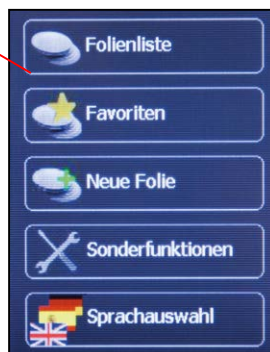 Folienliste
Favoriten
Neue Folie
Sonderfunktionen
Sprachauswahl